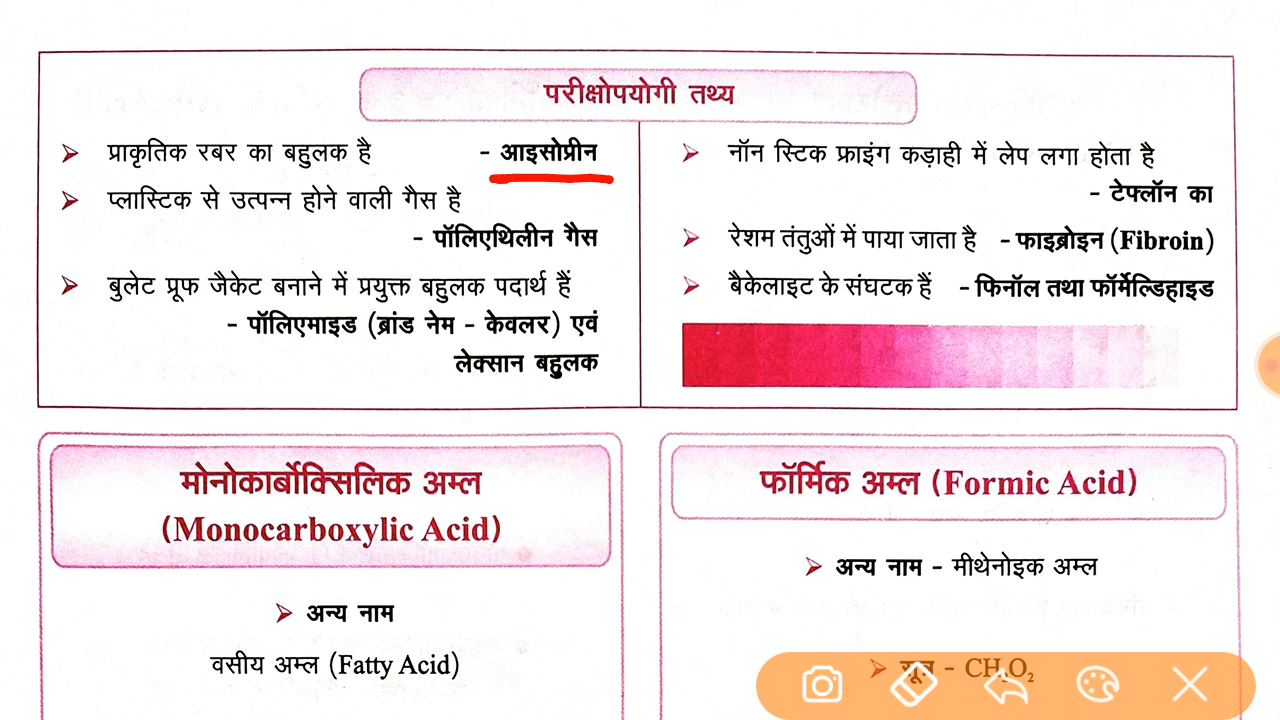 परीक्षोपयोगी तथ्य
प्राकृतिक रबर का बहुलक है - आइसोप्रीन
प्लास्टिक से उत्पन्न होने वाली गैस है
- पॉलिएथिलीन गैस
बुलेट प्रूफ जैकेट बनाने में प्रयुक्त बहुलक पदार्थ हैं
- पॉलिएमाइड (ब्रांड नेम - केवलर) एवं
लेक्सान बहुलक
नॉन स्टिक फ्राइंग कड़ाही में लेप लगा होता है
- टेफ्लॉन का
रेशम तंतुओं में पाया जाता है - फाइब्रोइन (Fibroin)
बैकेलाइट के संघटक हैं - फिनॉल तथा फॉर्मेल्डिहाइड
मोनोकार्बोक्सिलिक अम्ल
(Monocarboxylic Acid)
अन्य नाम
वसीय अम्ल (Fatty Acid)
फॉर्मिक अम्ल (Formic Acid)
अन्य नाम - मीथेनोइक अम्ल
सूत्र - CH₂O₂